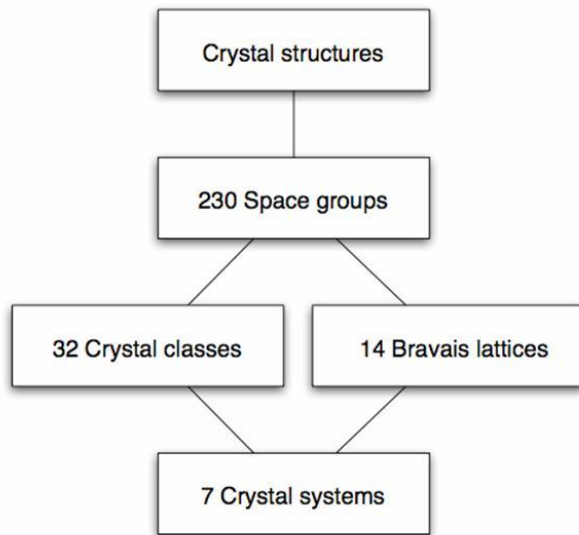 Crystal structures
230 Space groups
32 Crystal classes
14 Bravais lattices
7 Crystal systems